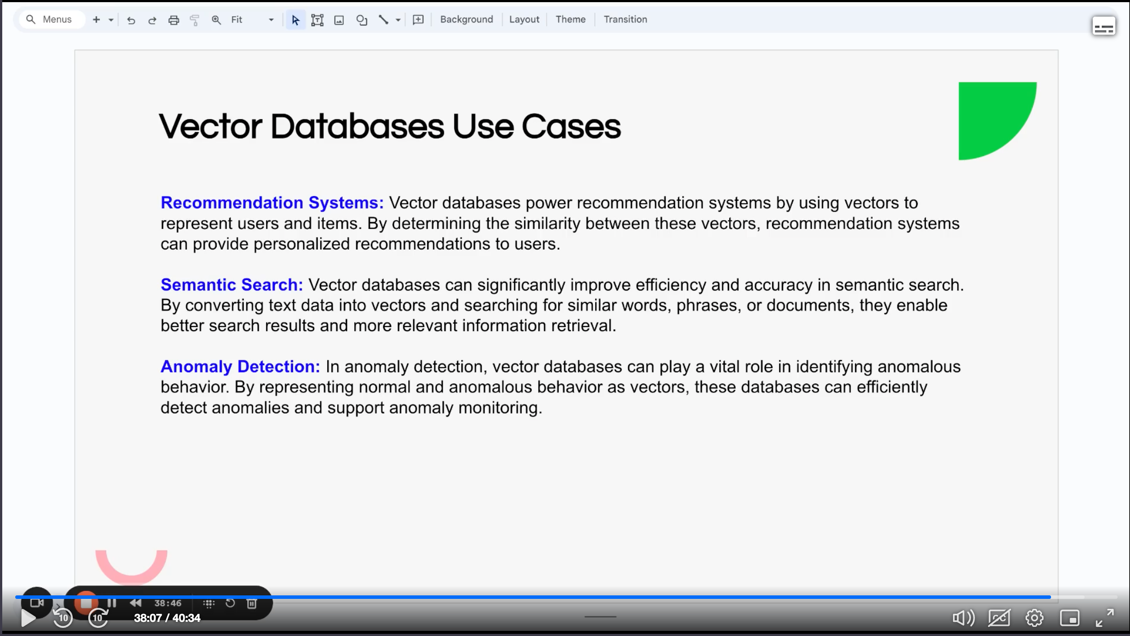 Menus
Fit
Background
Layout
Theme
Transition
Vector Databases Use Cases
Recommendation Systems: Vector databases power recommendation systems by using vectors to
represent users and items. By determining the similarity between these vectors, recommendation systems
can provide personalized recommendations to users.
Semantic Search: Vector databases can significantly improve efficiency and accuracy in semantic search.
By converting text data into vectors and searching for similar words, phrases, or documents, they enable
better search results and more relevant information retrieval.
Anomaly Detection: In anomaly detection, vector databases can play a vital role in identifying anomalous
behavior. By representing normal and anomalous behavior as vectors, these databases can efficiently
detect anomalies and support anomaly monitoring.
38:46
10
10
38:07 / 40:34
CC